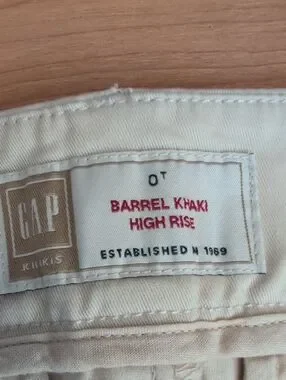 0ᵀ
BARREL KHAKI
HIGH RISE
GAP
KHAKIS
ESTABLISHED IN 1969